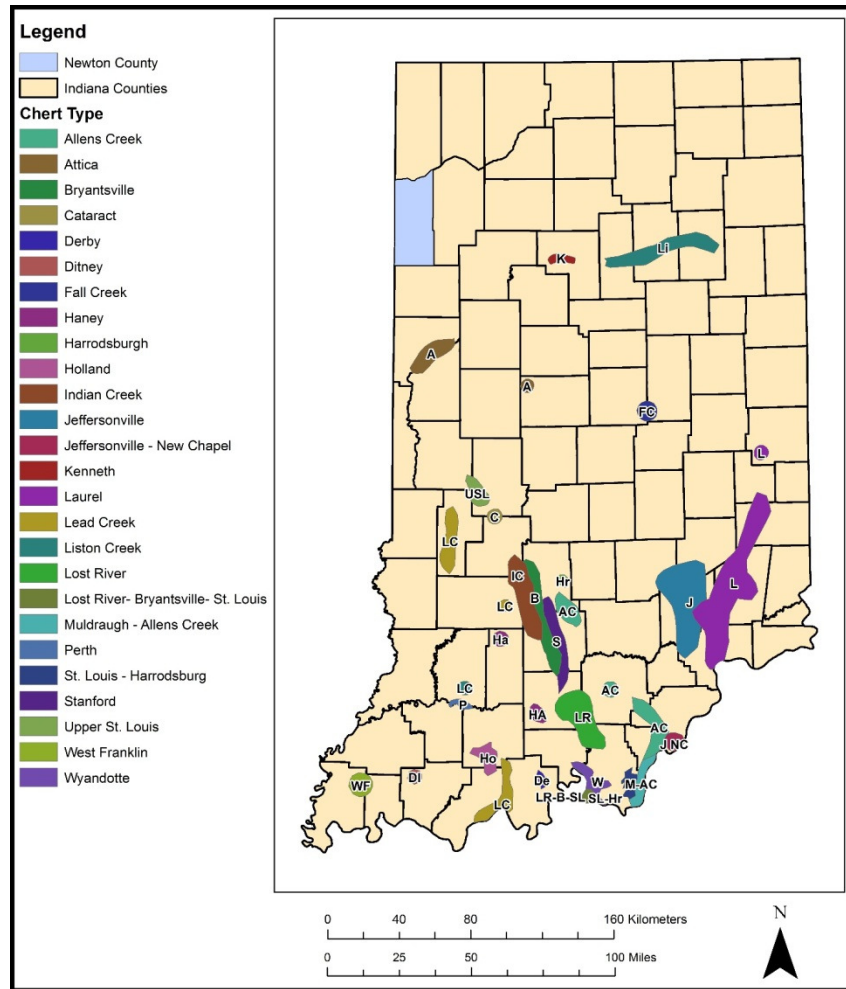 Legend
Newton County
Indiana Counties
Chert Type
Allens Creek
Attica
Bryantsville
Cataract
Derby
Ditney
Fall Creek
Haney
Harrodsburgh
Holland
Indian Creek
Jeffersonville
Jeffersonville - New Chapel
Kenneth
Laurel
Lead Creek
Liston Creek
Lost River
Lost River- Bryantsville- St. Louis
Muldraugh - Allens Creek
Perth
St. Louis - Harrodsburg
Stanford
Upper St. Louis
West Franklin
Wyandotte
Li
K
A
A
FC
L
USL
C
LC
IC
Hr
B
LC
AC
J
L
Ha
S
LC
AC
P
HA
LR
AC
J NC
Ho
WF
DI
De
W
M-AC
LC
LR-B-SL
SL-Hr
0 40 80 160 Kilometers
0 25 50 100 Miles
N